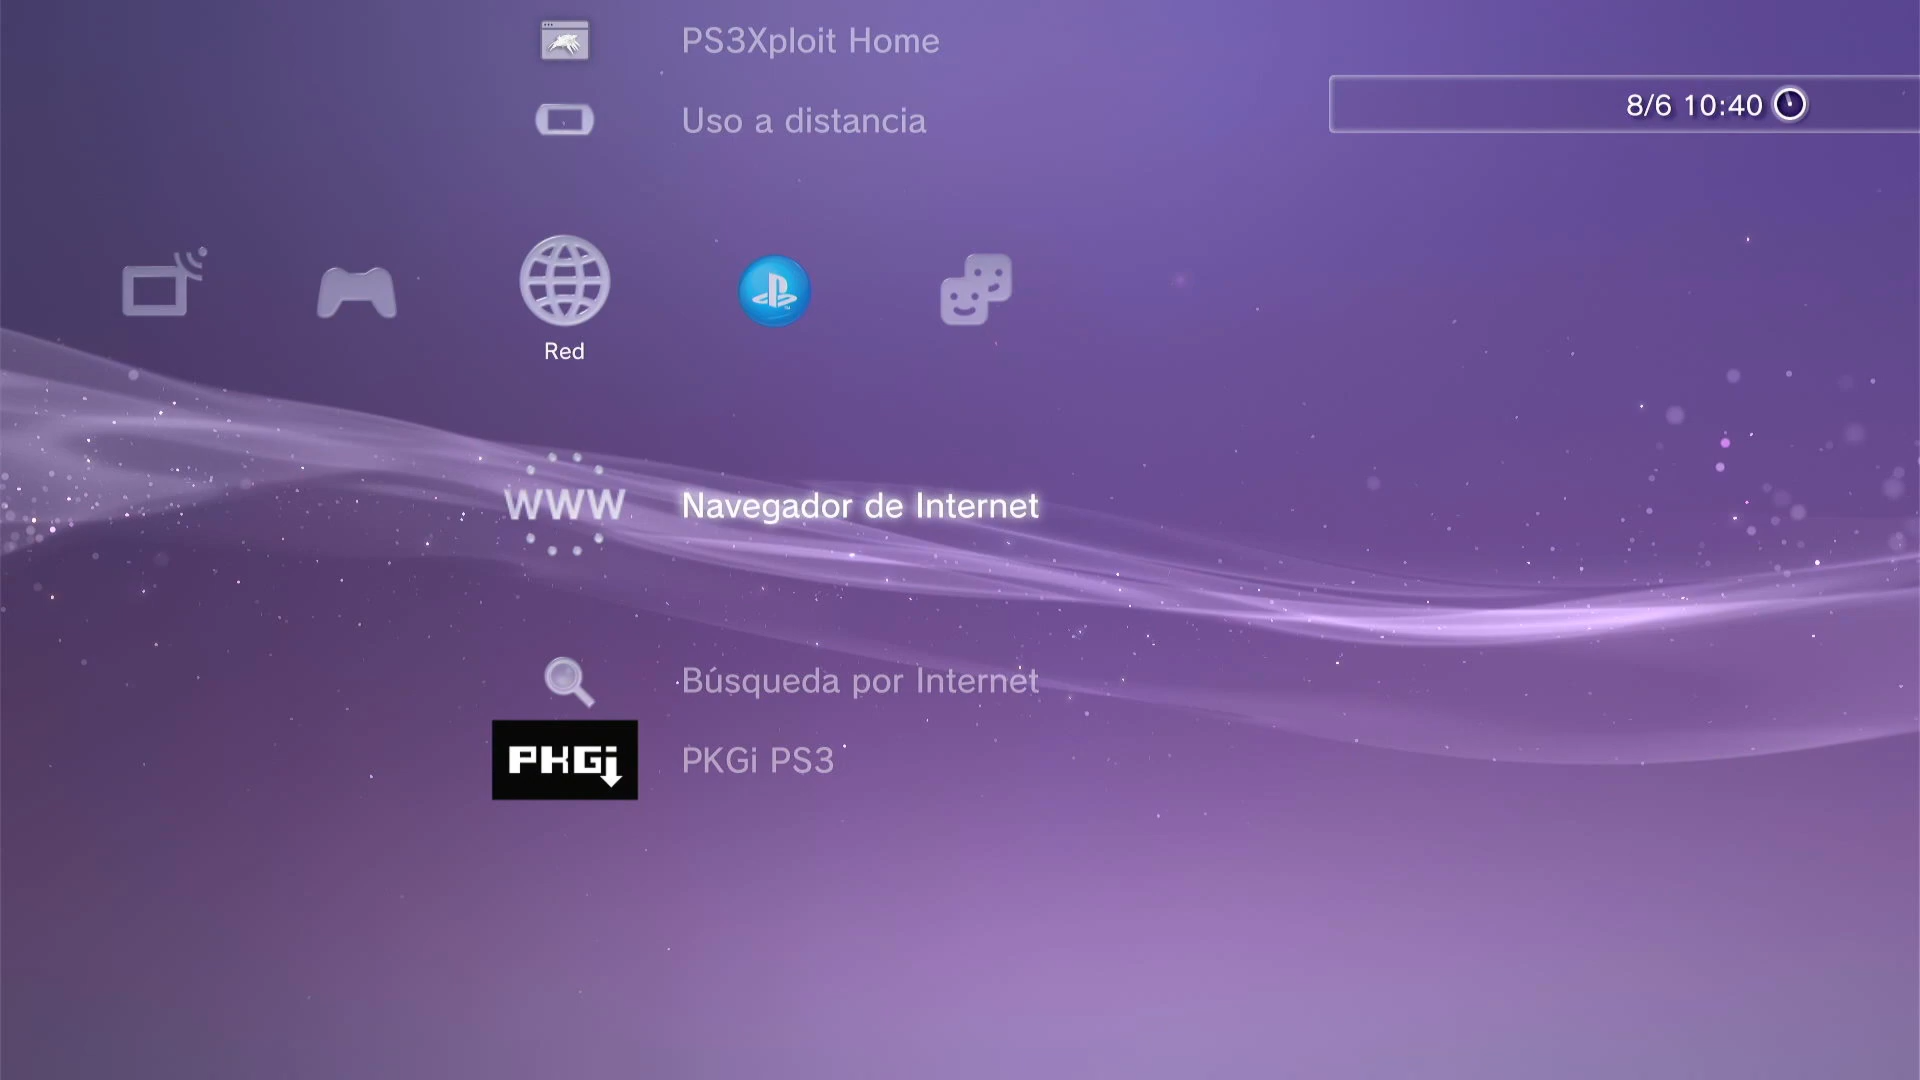 PS3Xploit Home
Uso a distancia
8/6 10:40
Red
WWW
Navegador de Internet
Búsqueda por Internet
PKGi
PKGi PS3